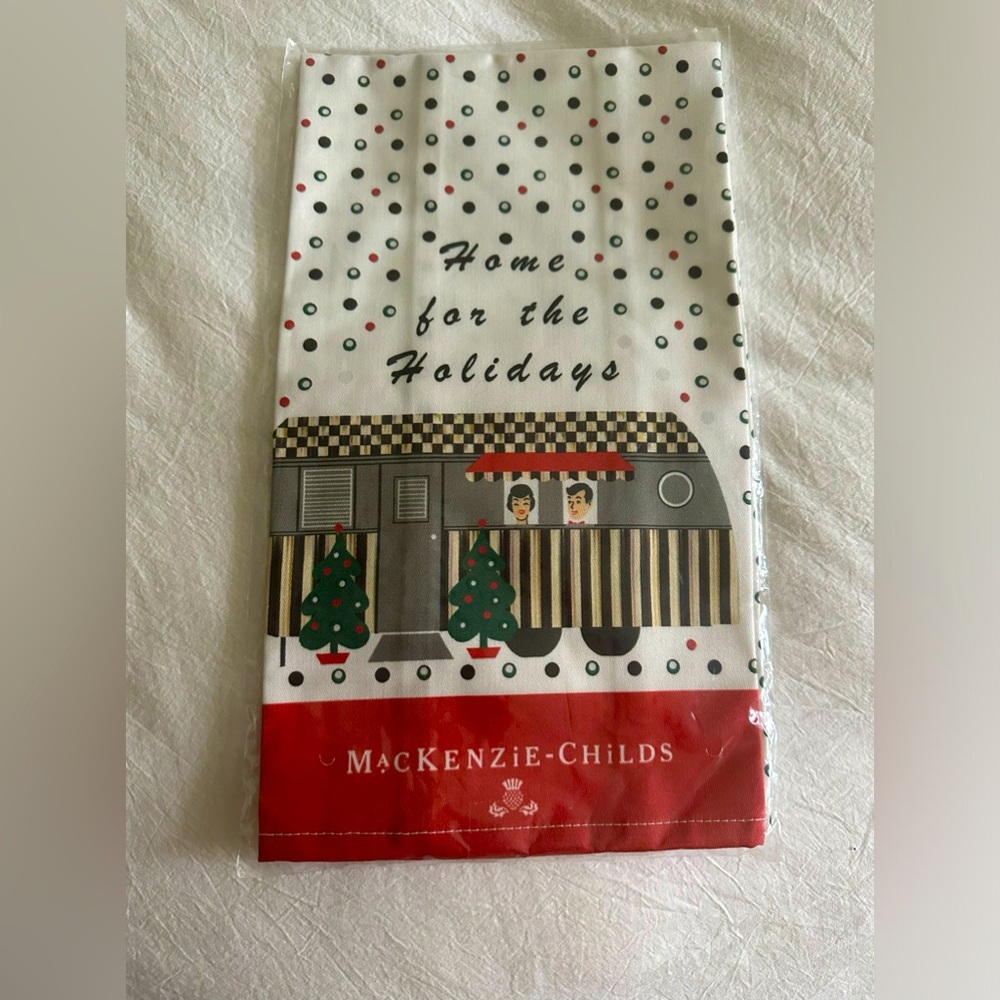 Home
for the
Holidays
MACKENZiE-CHiLDS